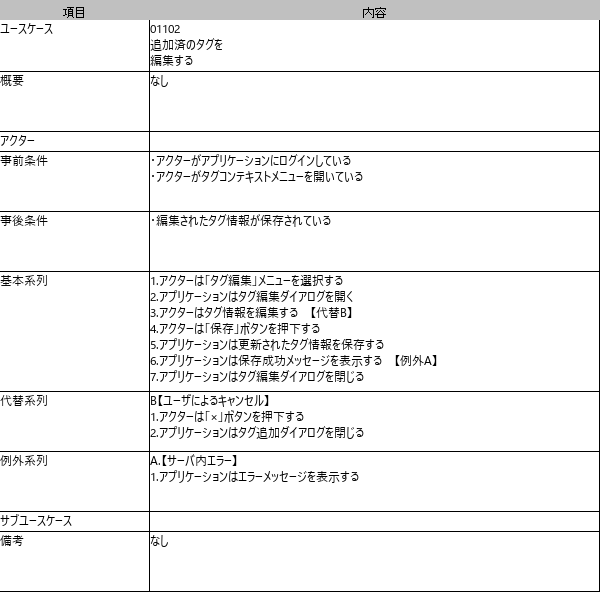 項目 内容
ユースケース 01102
追加済のタグを
編集する
概要 なし
アクター
事前条件 ・アクターがアプリケーションにログインしている
・アクターがタグコンテキストメニューを開いている
事後条件 ・編集されたタグ情報が保存されている
基本系列 1.アクターは「タグ編集」メニューを選択する
2.アプリケーションはタグ編集ダイアログを開く
3.アクターはタグ情報を編集する 【代替B】
4.アクターは「保存」ボタンを押下する
5.アプリケーションは更新されたタグ情報を保存する
6.アプリケーションは保存成功メッセージを表示する 【例外A】
7.アプリケーションはタグ編集ダイアログを閉じる
代替系列 B【ユーザによるキャンセル】
1.アクターは「×」ボタンを押下する
2.アプリケーションはタグ追加ダイアログを閉じる
例外系列 A.【サーバ内エラー】
1.アプリケーションはエラーメッセージを表示する
サブユースケース
備考 なし